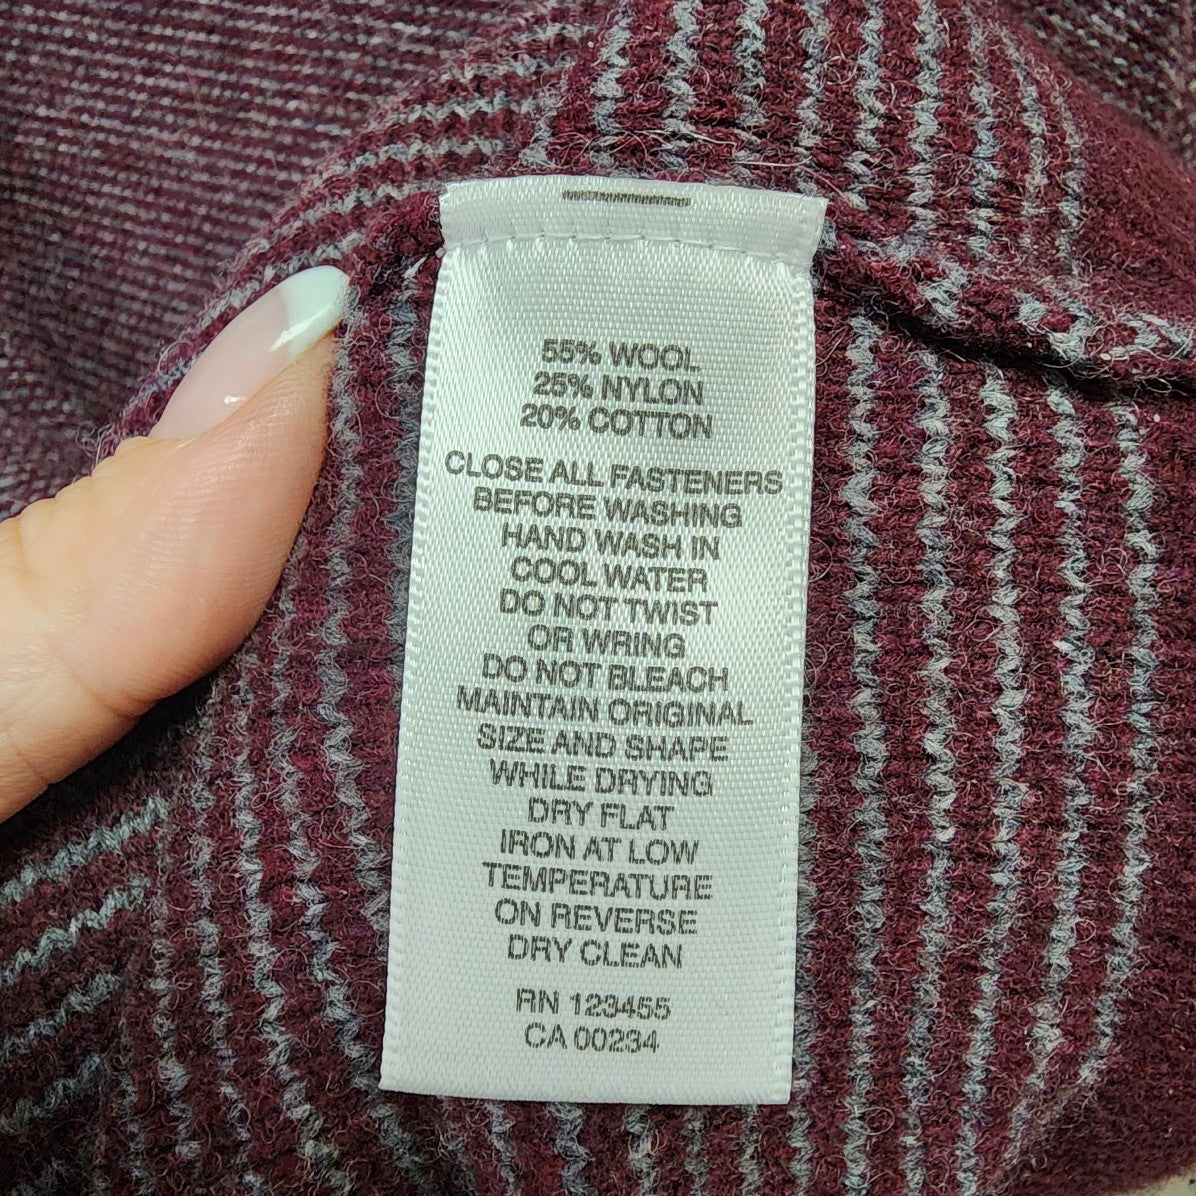 55% WOOL
25% NYLON
20% COTTON
CLOSE ALL FASTENERS
BEFORE WASHING
HAND WASH IN
COOL WATER
DO NOT TWIST
OR WRING
DO NOT BLEACH
MAINTAIN ORIGINAL
SIZE AND SHAPE
WHILE DRYING
DRY FLAT
IRON AT LOW
TEMPERATURE
ON REVERSE
DRY CLEAN
RN 123455
CA 00234